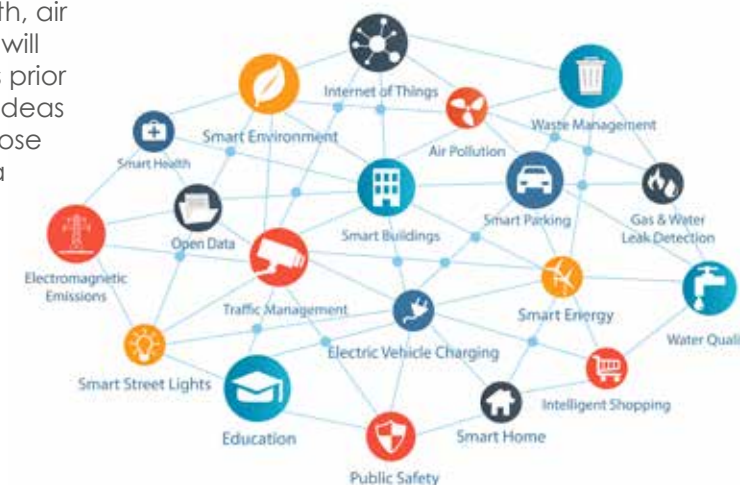 th, air
will
s prior
deas
ose
a
Internet of Things
Smart Environment
Waste Management
Air Pollution
Smart Health
Open Data
Smart Buildings
Smart Parking
Gas & Water
Leak Detection
Electromagnetic
Emissions
Traffic Management
Smart Energy
Water Quali
Electric Vehicle Charging
Smart Street Lights
Intelligent Shopping
Education
Smart Home
Public Safety